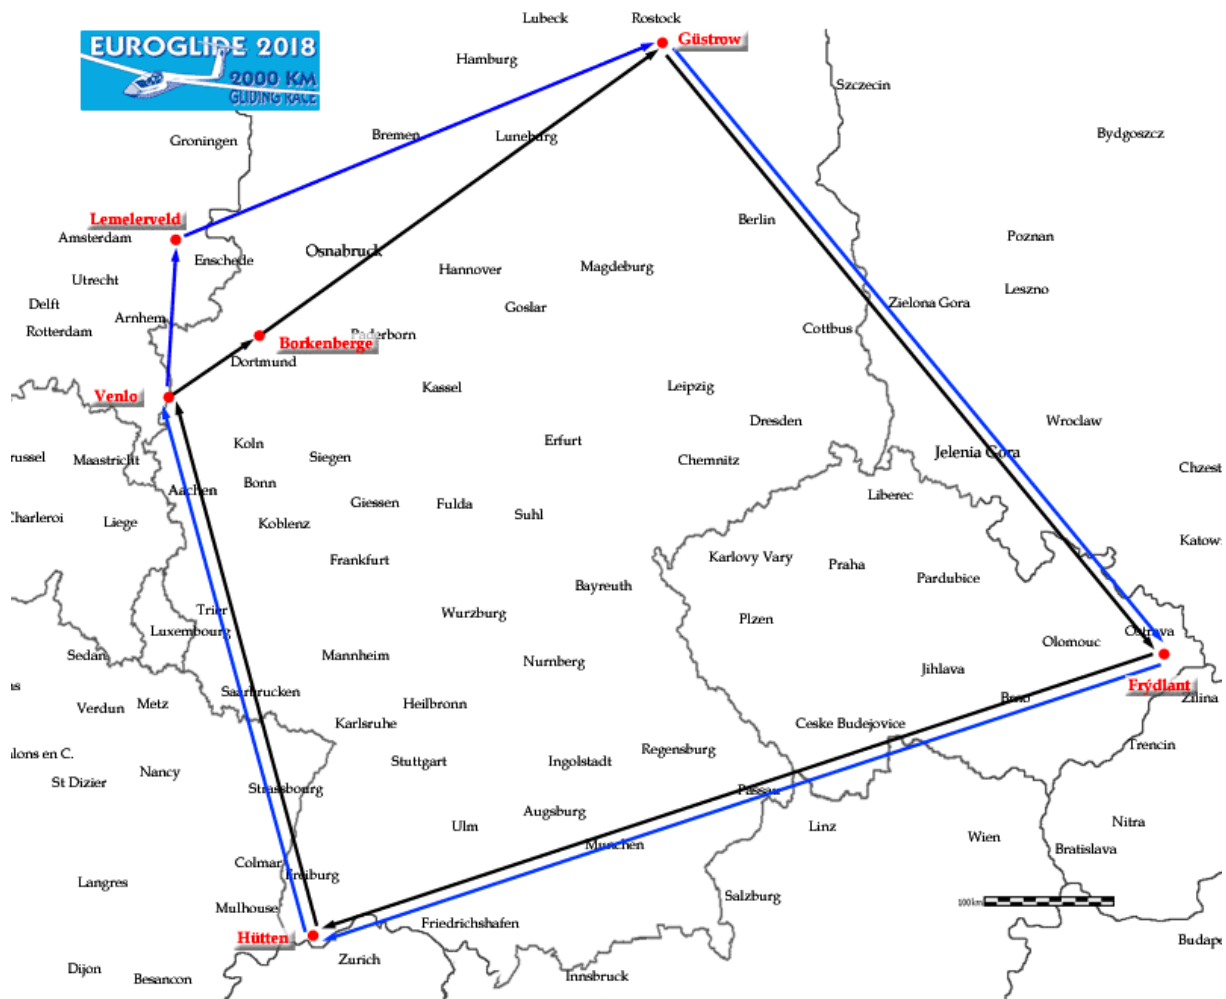 Lubeck
Rostock
EUROGLIDE 2018
2000 KM
GLIDING RACE
Güstrow
Hamburg
Szczecin
Groningen
Bremen
Luneburg
Bydgoszcz
Lemelerveld
Berlin
Amsterdam
Poznan
Osnabruck
Enschede
Hannover
Magdeburg
Utrecht
Leszno
Delft
Goslar
Zielona Gora
Arnhem
Rotterdam
Paderborn
Cottbus
Borkenberge
Dortmund
Kassel
Leipzig
Venlo
Dresden
Wroclaw
Koln
Erfurt
russel
Maastricht
Siegen
Chemnitz
Jelenia Gora
Chzest
Bonn
Aachen
Liberec
Giessen
Fulda
Suhl
Charleroi
Liege
Koblenz
Katow
Frankfurt
Karlovy Vary
Praha
Pardubice
Bayreuth
Trier
Wurzburg
Plzen
Luxembourg
Ostrava
Olomouc
Sedan
Mannheim
Nurnberg
Jihlava
Frýdlant
ns
Saarbrucken
Brno
Zilina
Verdun
Metz
Heilbronn
Karlsruhe
Ceske Budejovice
Trencin
Regensburg
alons en C.
Stuttgart
Ingolstadt
Nancy
St Dizier
Strassbourg
Passau
Augsburg
Ulm
Linz
Nitra
Munchen
Wien
Bratislava
Colmar
Freiburg
Langres
Salzburg
100km
Mulhouse
Friedrichshafen
Hütten
Budape
Zurich
Dijon
Besancon
Innsbruck